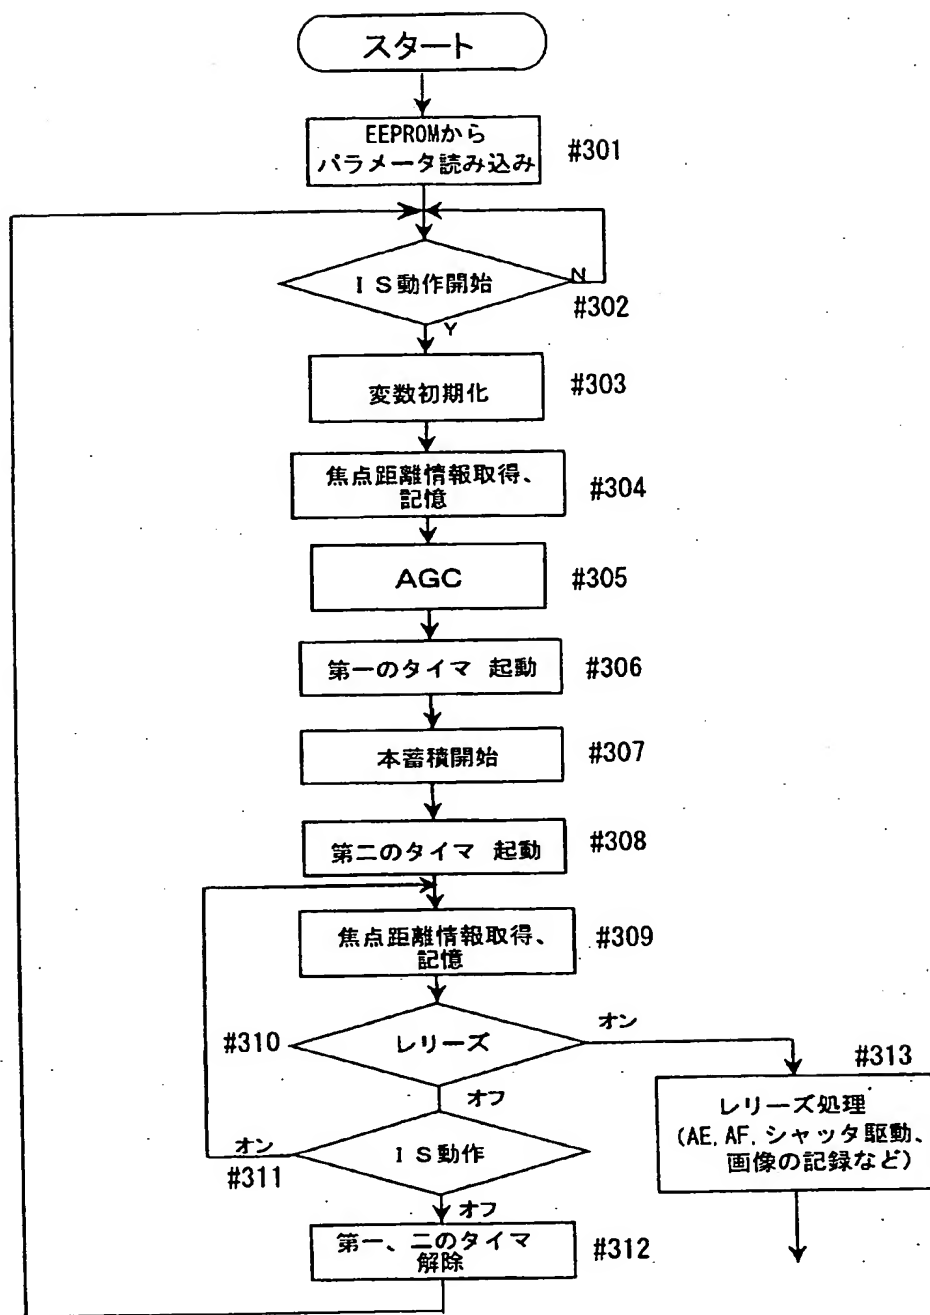 スタート
EEPROMから
パラメータ読み込み
#301
IS動作開始
N
#302
Y
変数初期化
#303
焦点距離情報取得、
記憶
#304
AGC
#305
第一のタイマ 起動
#306
本蓄積開始
#307
第二のタイマ 起動
#308
焦点距離情報取得、
記憶
#309
#310
レリーズ
オン
オフ
#313
レリーズ処理
(AE, AF, シャッタ駆動、
画像の記録など)
オン
#311
IS動作
オフ
第一、二のタイマ
解除
#312